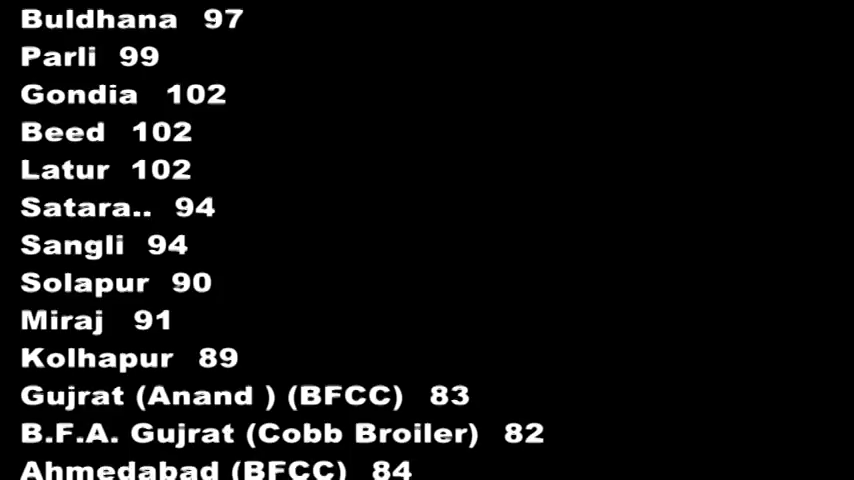 Buldhana 97
Parli 99
Gondia 102
Beed 102
Latur 102
Satara.. 94
Sangli 94
Solapur 90
Miraj 91
Kolhapur 89
Gujrat (Anand ) (BFCC) 83
B.F.A. Gujrat (Cobb Broiler) 82
Ahmedabad (BFCC) 84